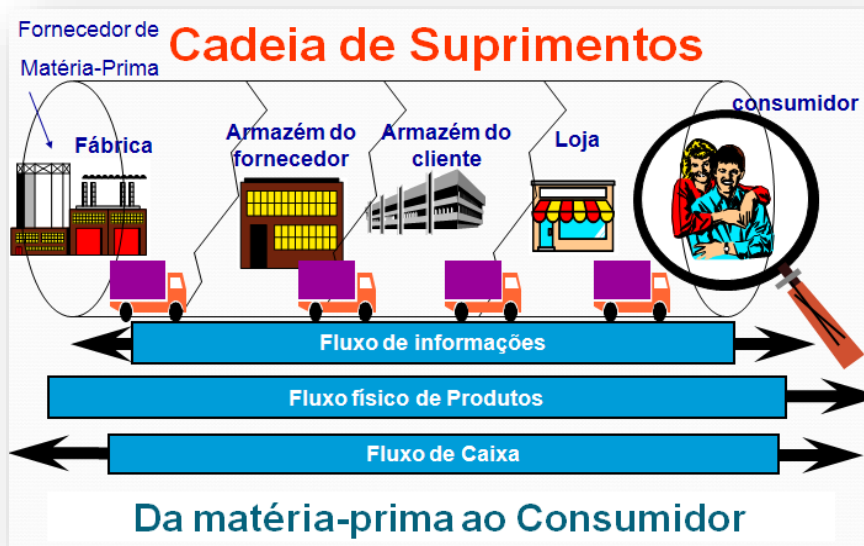 Fornecedor de
Matéria-Prima
Cadeia de Suprimentos
Fábrica
Armazém do
fornecedor
Armazém do
cliente
Loja
consumidor
Fluxo de informações
Fluxo físico de Produtos
Fluxo de Caixa
Da matéria-prima ao Consumidor